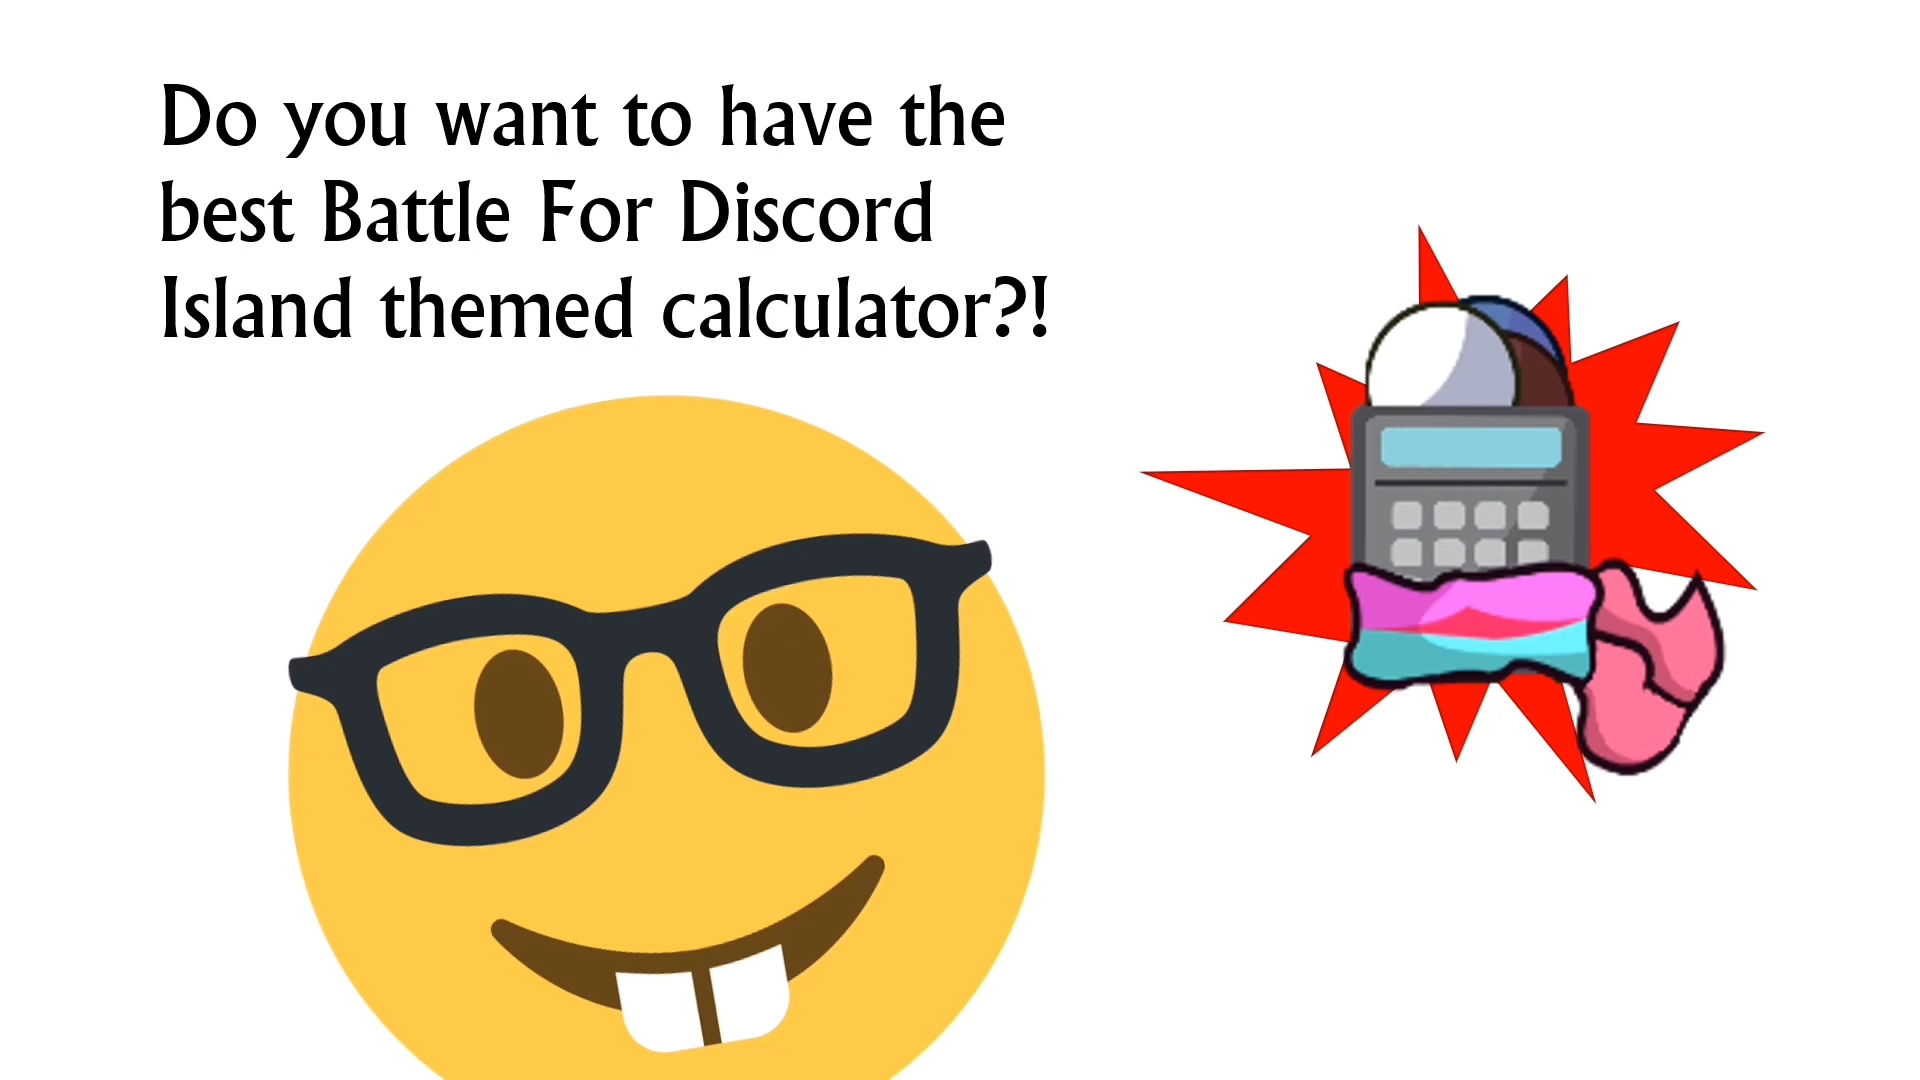 Do you want to have the
best Battle For Discord
Island themed calculator?!